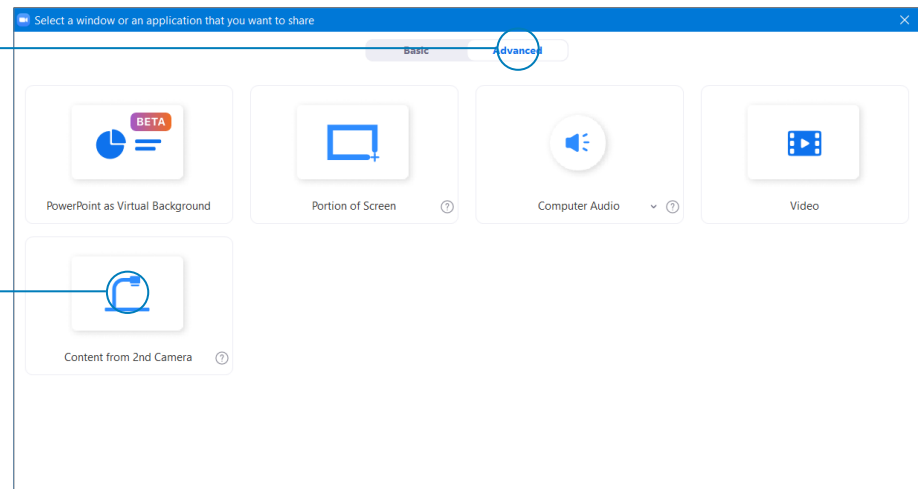 Select a window or an application that you want to share
Basic
Advanced
BETA
PowerPoint as Virtual Background
Portion of Screen
?
Computer Audio
?
Video
Content from 2nd Camera
?